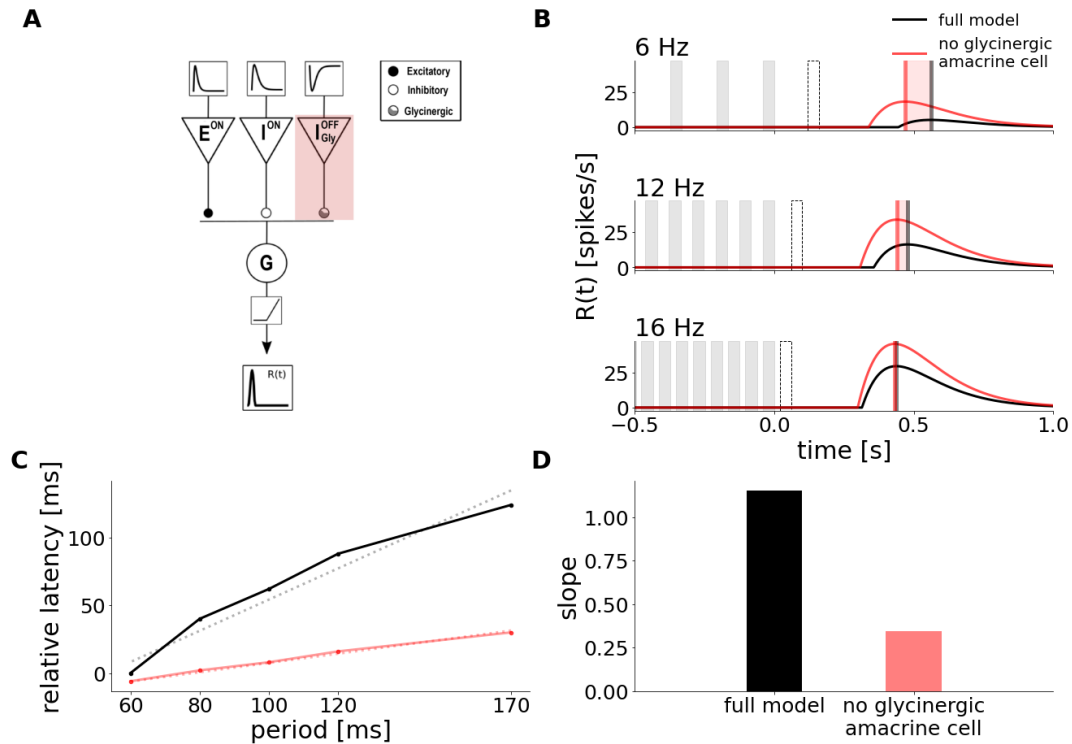 A
E ON
I ON
I OFF Gly
Excitatory
Inhibitory
Glycinergic
G
R(t)
B
full model
no glycinergic
amacrine cell
6 Hz
25
0
12 Hz
25
0
16 Hz
25
0
R(t) [spikes/s]
−0.5
0.0
0.5
1.0
time [s]
C
relative latency [ms]
100
50
0
60
80
100
120
170
period [ms]
D
slope
1.00
0.75
0.50
0.25
0.00
full model
no glycinergic
amacrine cell